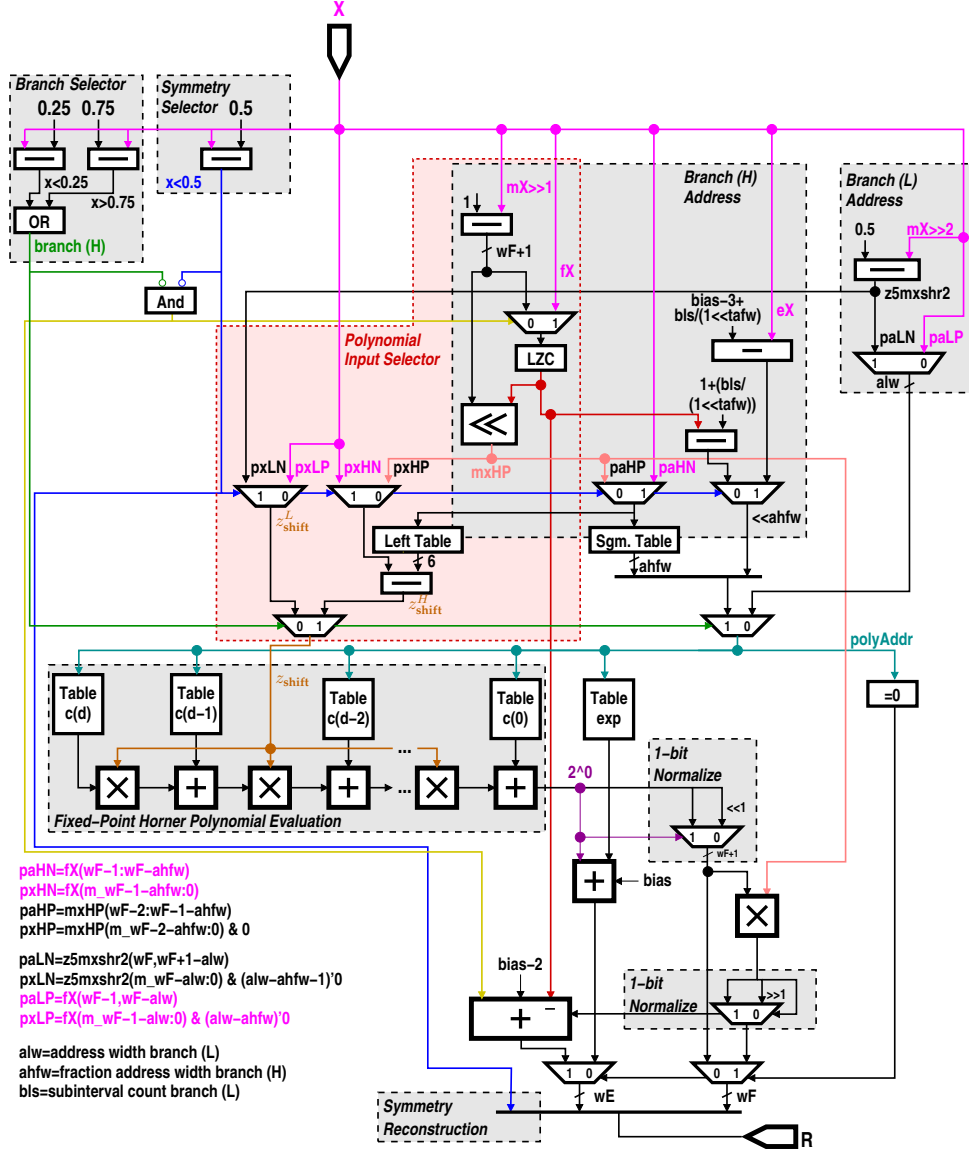 X
Branch Selector
0.25 0.75
x<0.25
x>0.75
OR
branch (H)
Symmetry
Selector 0.5
x<0.5
And
Polynomial
Input Selector
mX>>1
1
wF+1
fX
0 1
LZC
<<
mxHP
Branch (H)
Address
bias-3+
bls/(1<<tafw)
eX
1+(bls/
(1<<tafw))
Branch (L)
Address
0.5
mX>>2
z5mxshr2
paLN paLP
1 0
alw
pxLN pxLP pxHN pxHP
paHP paHN
1 0
1 0
0 1
0 1
z^L_shift
<<ahfw
Left Table
6
Sgm. Table
ahfw
z^H_shift
0 1
1 0
polyAddr
z_shift
Table
c(d)
Table
c(d-1)
Table
c(d-2)
Table
c(0)
Table
exp
=0
...
× + × + ... × +
Fixed-Point Horner Polynomial Evaluation
2^0
1-bit
Normalize
<<1
1 0
wF+1
+
bias
×
paHN=fX(wF-1:wF-ahfw)
pxHN=fX(m_wF-1-ahfw:0)
paHP=mxHP(wF-2:wF-1-ahfw)
pxHP=mxHP(m_wF-2-ahfw:0) & 0
paLN=z5mxshr2(wF,wF+1-alw)
pxLN=z5mxshr2(m_wF-alw:0) & (alw-ahfw-1)'0
paLP=fX(wF-1,wF-alw)
pxLP=fX(m_wF-1-alw:0) & (alw-ahfw)'0
alw=address width branch (L)
ahfw=fraction address width branch (H)
bls=subinterval count branch (L)
bias-2
+ -
1-bit
Normalize
>>1
1 0
1 0
0 1
wE
wF
Symmetry
Reconstruction
R